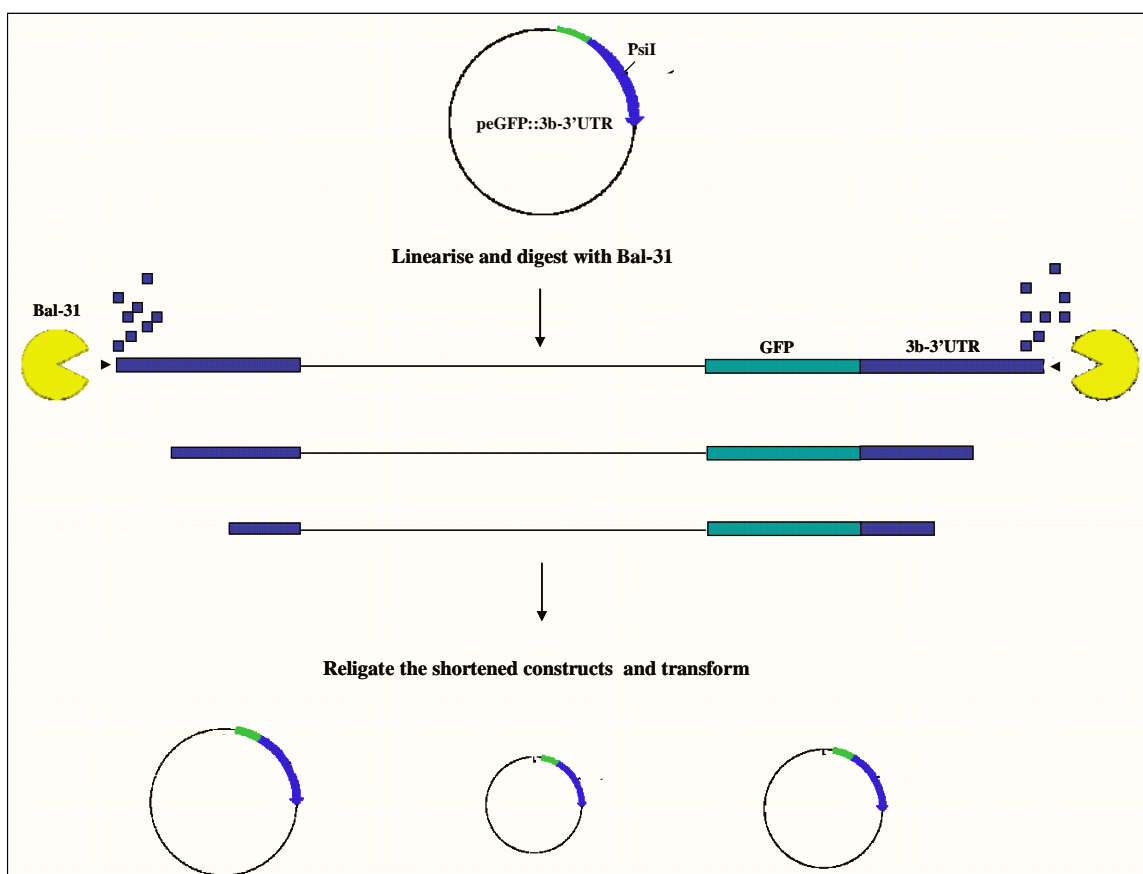 PsiI
peGFP::3b-3'UTR
Linearise and digest with Bal-31
Bal-31
GFP
3b-3'UTR
Religate the shortened constructs and transform